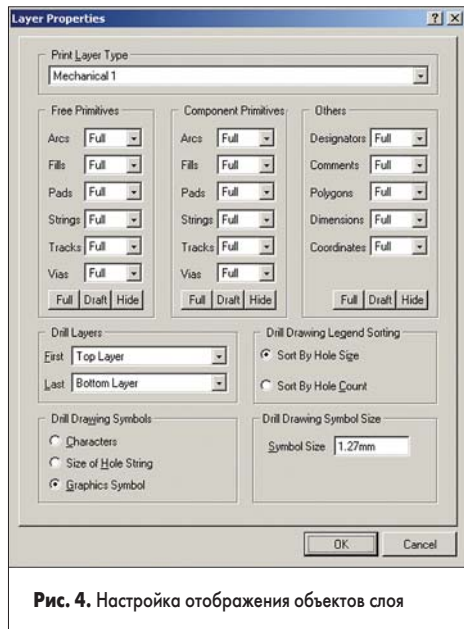 Layer Properties
Print Layer Type
Mechanical 1
Free Primitives
Arcs Full
Fills Full
Pads Full
Strings Full
Tracks Full
Vias Full
Full Draft Hide
Component Primitives
Arcs Full
Fills Full
Pads Full
Strings Full
Tracks Full
Vias Full
Full Draft Hide
Others
Designators Full
Comments Full
Polygons Full
Dimensions Full
Coordinates Full
Full Draft Hide
Drill Layers
First Top Layer
Last Bottom Layer
Drill Drawing Legend Sorting
Sort By Hole Size
Sort By Hole Count
Drill Drawing Symbols
Characters
Size of Hole String
Graphics Symbol
Drill Drawing Symbol Size
Symbol Size 1.27mm
OK Cancel
Рис. 4. Настройка отображения объектов слоя